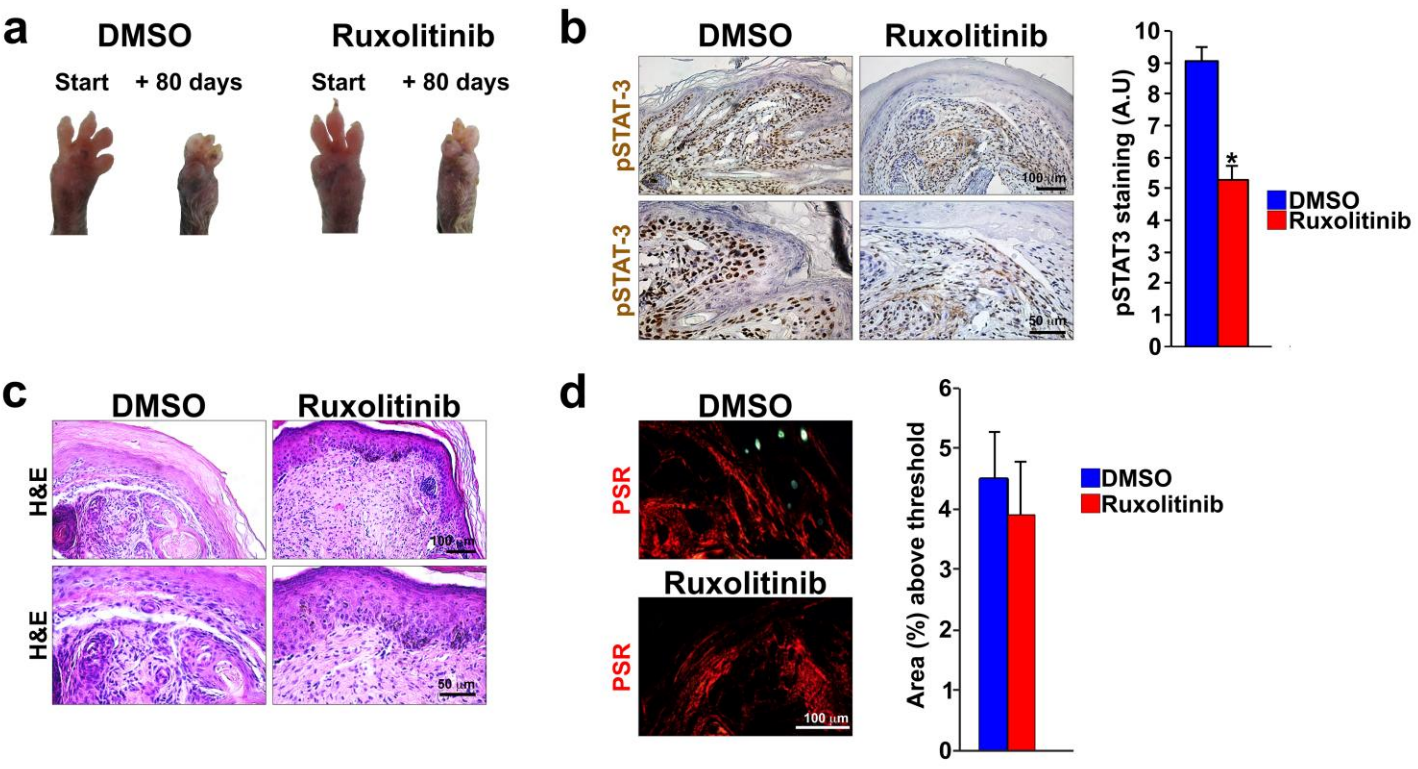 a
DMSO
Ruxolitinib
Start
+ 80 days
Start
+ 80 days
b
DMSO
Ruxolitinib
pSTAT-3
100 µm
pSTAT-3
50 µm
pSTAT3 staining (A.U)
10
9
8
7
6
5
4
3
2
1
0
*
DMSO
Ruxolitinib
c
DMSO
Ruxolitinib
H&E
100 µm
H&E
50 µm
d
DMSO
PSR
Ruxolitinib
PSR
100 µm
Area (%) above threshold
6
5
4
3
2
1
0
DMSO
Ruxolitinib